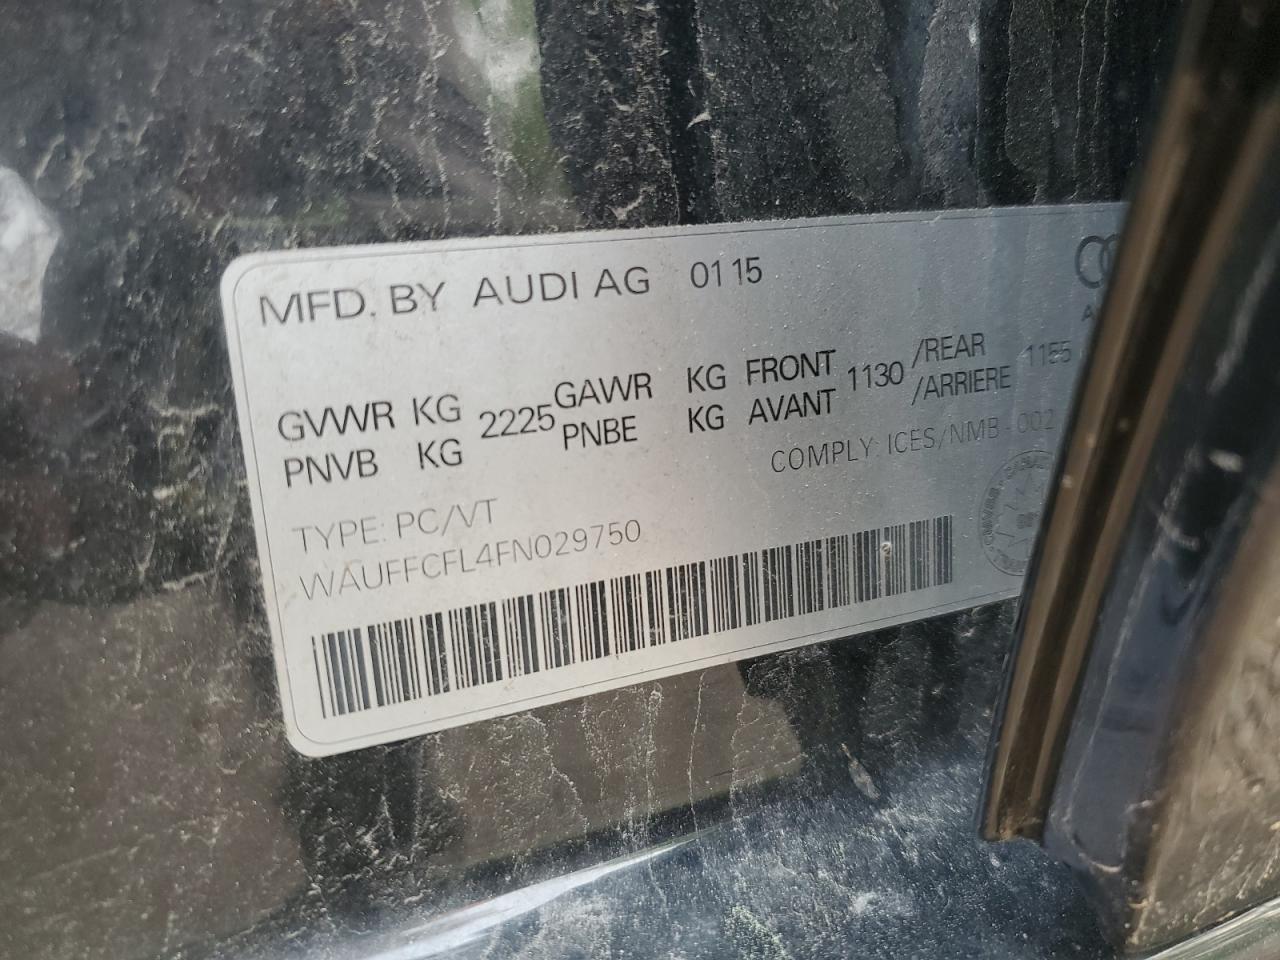 MFD. BY AUDI AG 01 15
GVWR KG 2225 GAWR KG FRONT 1130 /REAR 1155
PNVB KG PNBE KG AVANT /ARRIERE
COMPLY: ICES/NMB-002
TYPE: PC/VT
WAUFFCFL4FN029750